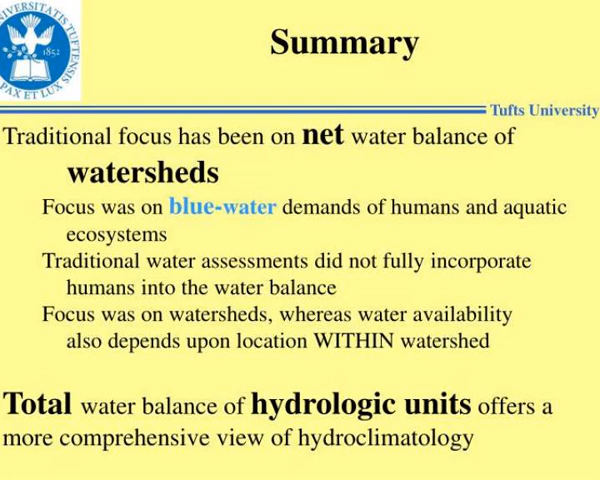 UNIVERSITATIS TUFTENSIS
1852
PAX ET LUX
Summary
Tufts University
Traditional focus has been on net water balance of
watersheds
Focus was on blue-water demands of humans and aquatic
ecosystems
Traditional water assessments did not fully incorporate
humans into the water balance
Focus was on watersheds, whereas water availability
also depends upon location WITHIN watershed
Total water balance of hydrologic units offers a
more comprehensive view of hydroclimatology